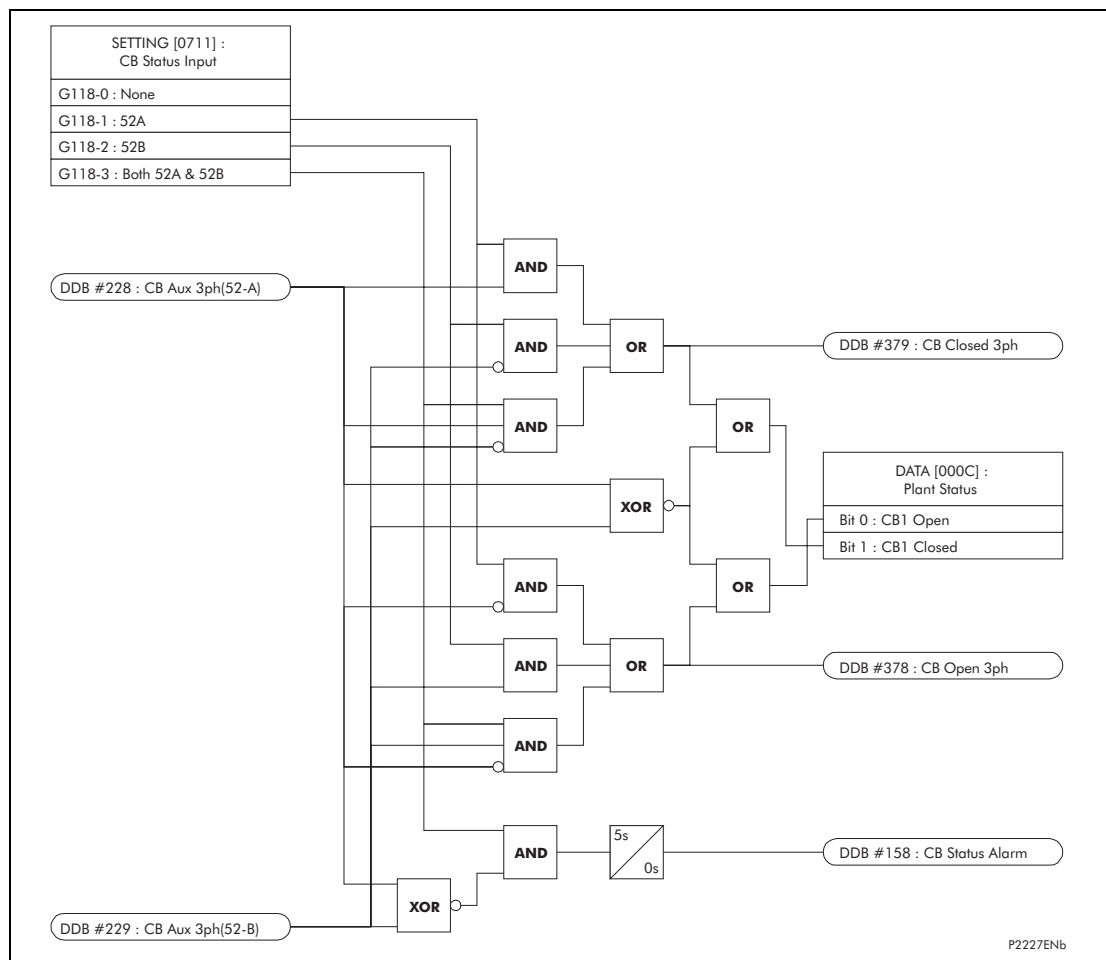 SETTING [0711] :
CB Status Input
G118-0 : None
G118-1 : 52A
G118-2 : 52B
G118-3 : Both 52A & 52B
AND
DDB #228 : CB Aux 3ph(52-A)
AND
OR
DDB #379 : CB Closed 3ph
AND
OR
DATA [000C] :
Plant Status
XOR
Bit 0 : CB1 Open
Bit 1 : CB1 Closed
AND
OR
AND
OR
DDB #378 : CB Open 3ph
AND
5s
0s
AND
DDB #158 : CB Status Alarm
XOR
DDB #229 : CB Aux 3ph(52-B)
P2227ENb